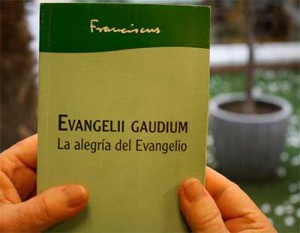 Franciscus
EVANGELII GAUDIUM
La alegría del Evangelio